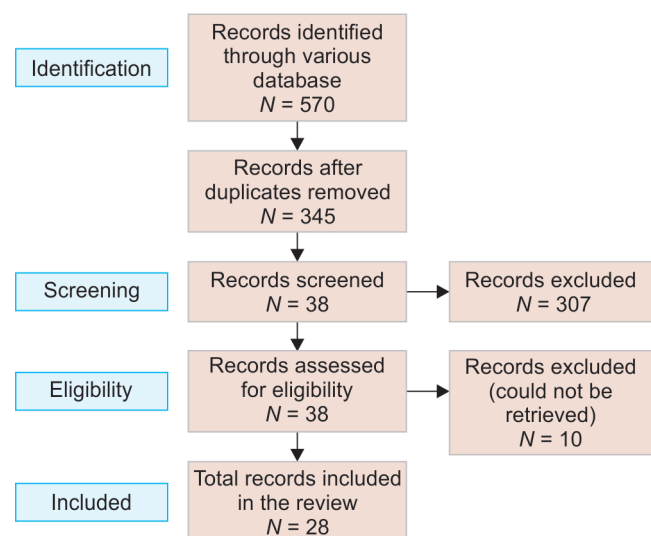 Identification
Records identified
through various
database
N = 570
Records after
duplicates removed
N = 345
Screening
Records screened
N = 38
Records excluded
N = 307
Eligibility
Records assessed
for eligibility
N = 38
Records excluded
(could not be
retrieved)
N = 10
Included
Total records included
in the review
N = 28